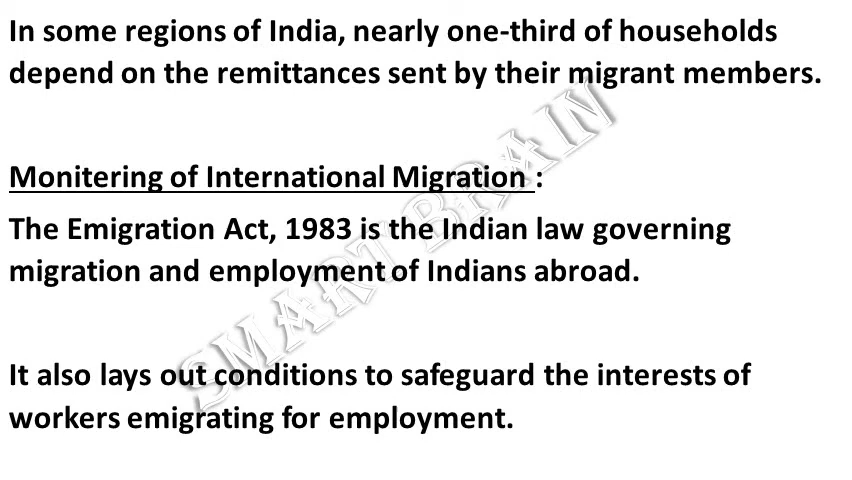 In some regions of India, nearly one-third of households
depend on the remittances sent by their migrant members.
Monitering of International Migration :
The Emigration Act, 1983 is the Indian law governing
migration and employment of Indians abroad.
It also lays out conditions to safeguard the interests of
workers emigrating for employment.
SMART BRAIN